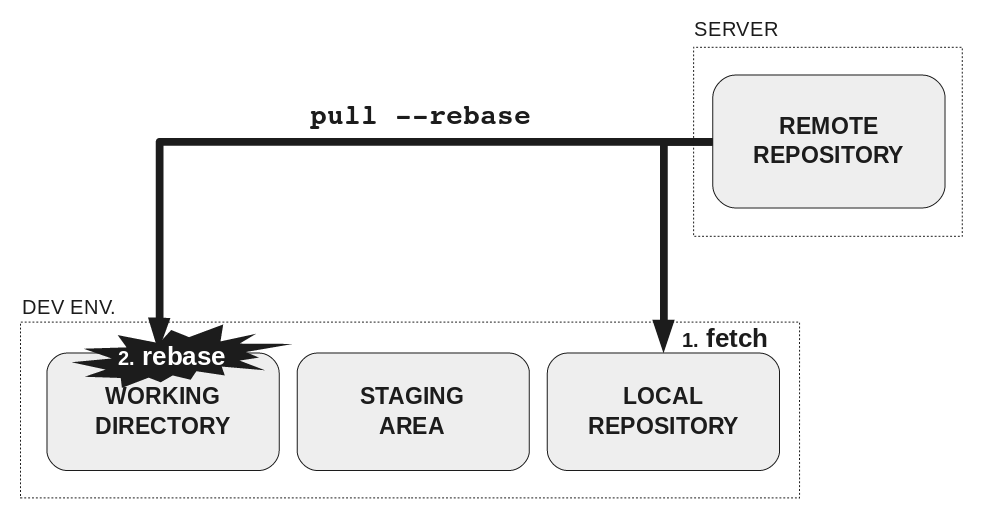 SERVER
pull --rebase
REMOTE
REPOSITORY
DEV ENV.
1. fetch
2. rebase
WORKING
DIRECTORY
STAGING
AREA
LOCAL
REPOSITORY